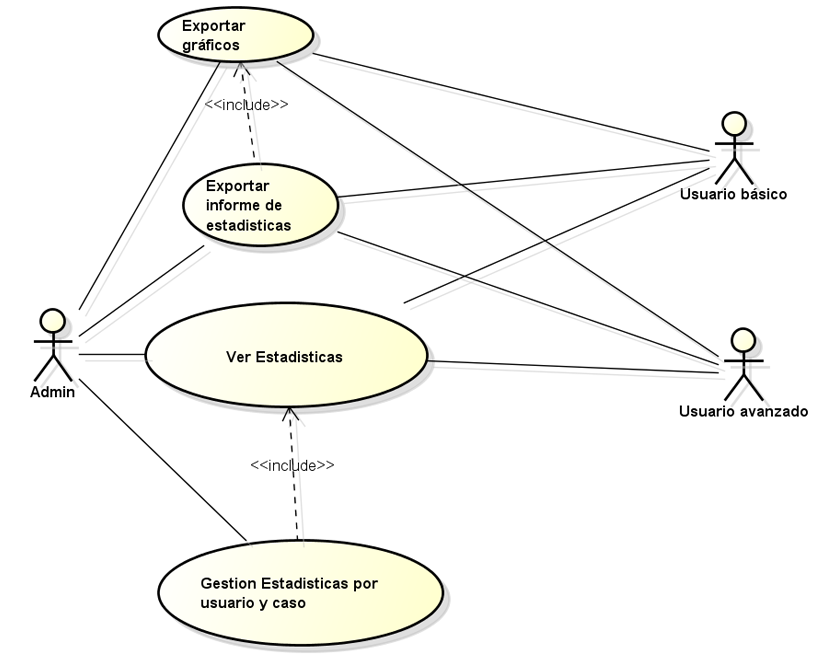 Exportar
gráficos
<<include>>
Exportar
informe de
estadisticas
Usuario básico
Ver Estadisticas
Admin
Usuario avanzado
<<include>>
Gestion Estadisticas por
usuario y caso